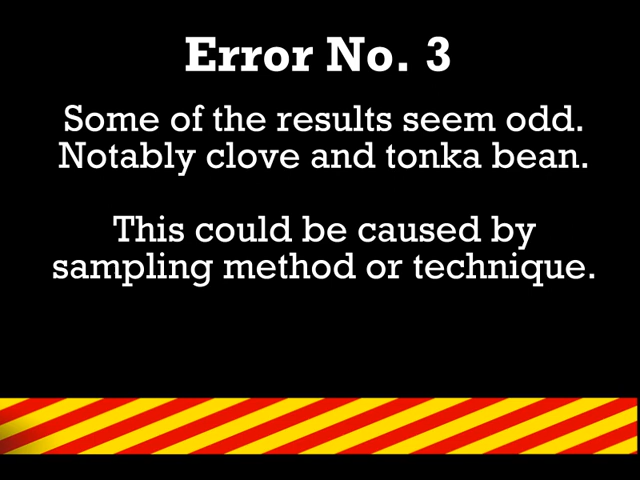 Error No. 3
Some of the results seem odd.
Notably clove and tonka bean.
This could be caused by
sampling method or technique.